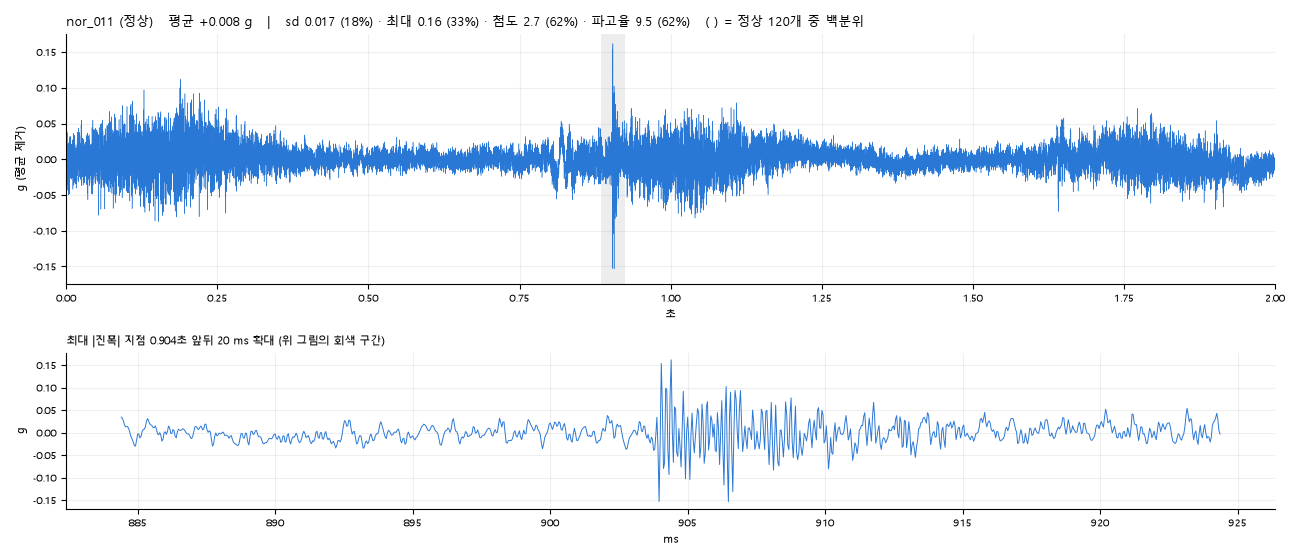 nor_011 (정상)    평균 +0.008 g    |    sd 0.017 (18%) · 최대 0.16 (33%) · 첨도 2.7 (62%) · 파고율 9.5 (62%)    ( ) = 정상 120개 중 백분위
0.15
0.10
0.05
0.00
-0.05
-0.10
-0.15
g (평균 제거)
0.00 0.25 0.50 0.75 1.00 1.25 1.50 1.75 2.00
초
최대 |진폭| 지점 0.904초 앞뒤 20 ms 확대 (위 그림의 회색 구간)
0.15
0.10
0.05
0.00
-0.05
-0.10
-0.15
g
885 890 895 900 905 910 915 920 925
ms